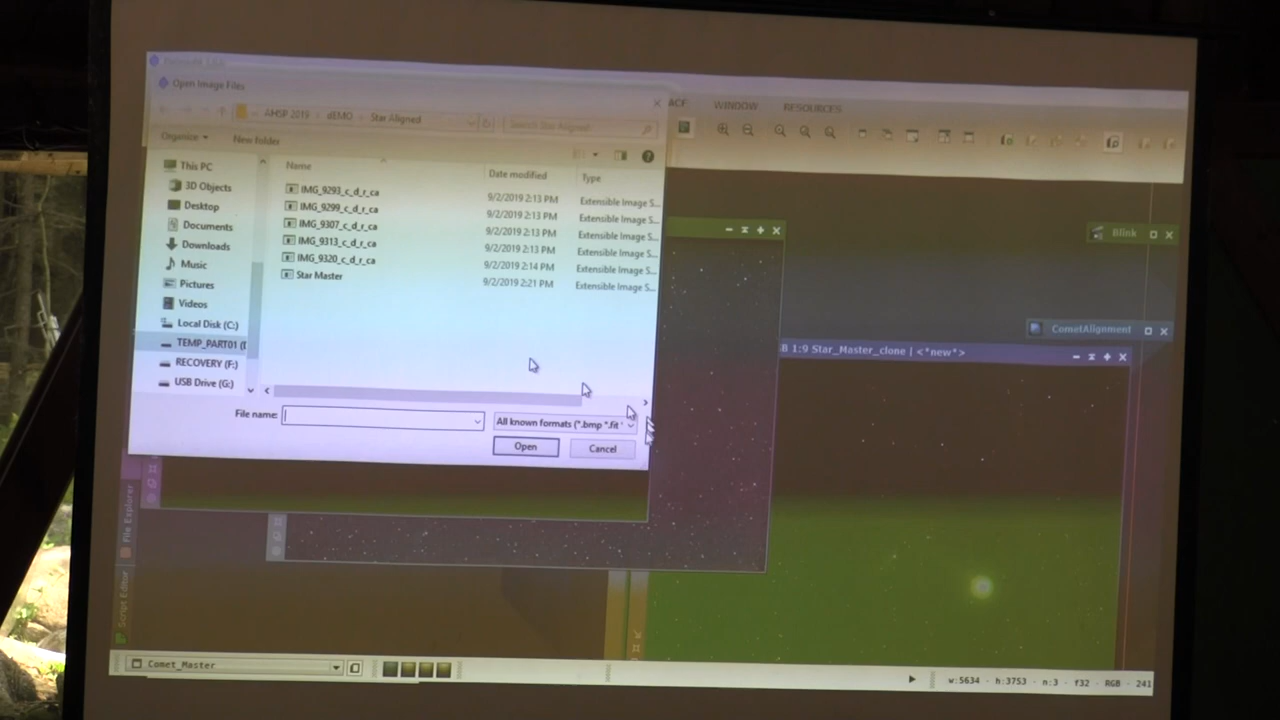 Open Image Files
AHSP 2019 dEMO Star Aligned
Search Star Aligned
Organize New folder
WINDOW RESOURCES
Name Date modified Type
This PC
3D Objects
Desktop
Documents
Downloads
Music
Pictures
Videos
Local Disk (C:)
TEMP_PART01 (
RECOVERY (F:)
USB Drive (G:)
IMG_9293_c_d_r_ca 9/2/2019 2:13 PM Extensible Image S...
IMG_9299_c_d_r_ca 9/2/2019 2:13 PM Extensible Image S...
IMG_9307_c_d_r_ca 9/2/2019 2:13 PM Extensible Image S...
IMG_9313_c_d_r_ca 9/2/2019 2:13 PM Extensible Image S...
IMG_9320_c_d_r_ca 9/2/2019 2:14 PM Extensible Image S...
Star Master 9/2/2019 2:21 PM Extensible Image S...
File name:
All known formats (*.bmp *.fit
Open Cancel
Blink
CometAlignment
B 1:9 Star_Master_clone | <*new*>
File Explorer
Script Editor
Comet_Master
w:5634 · h:3753 · n:3 · f32 · RGB · 241